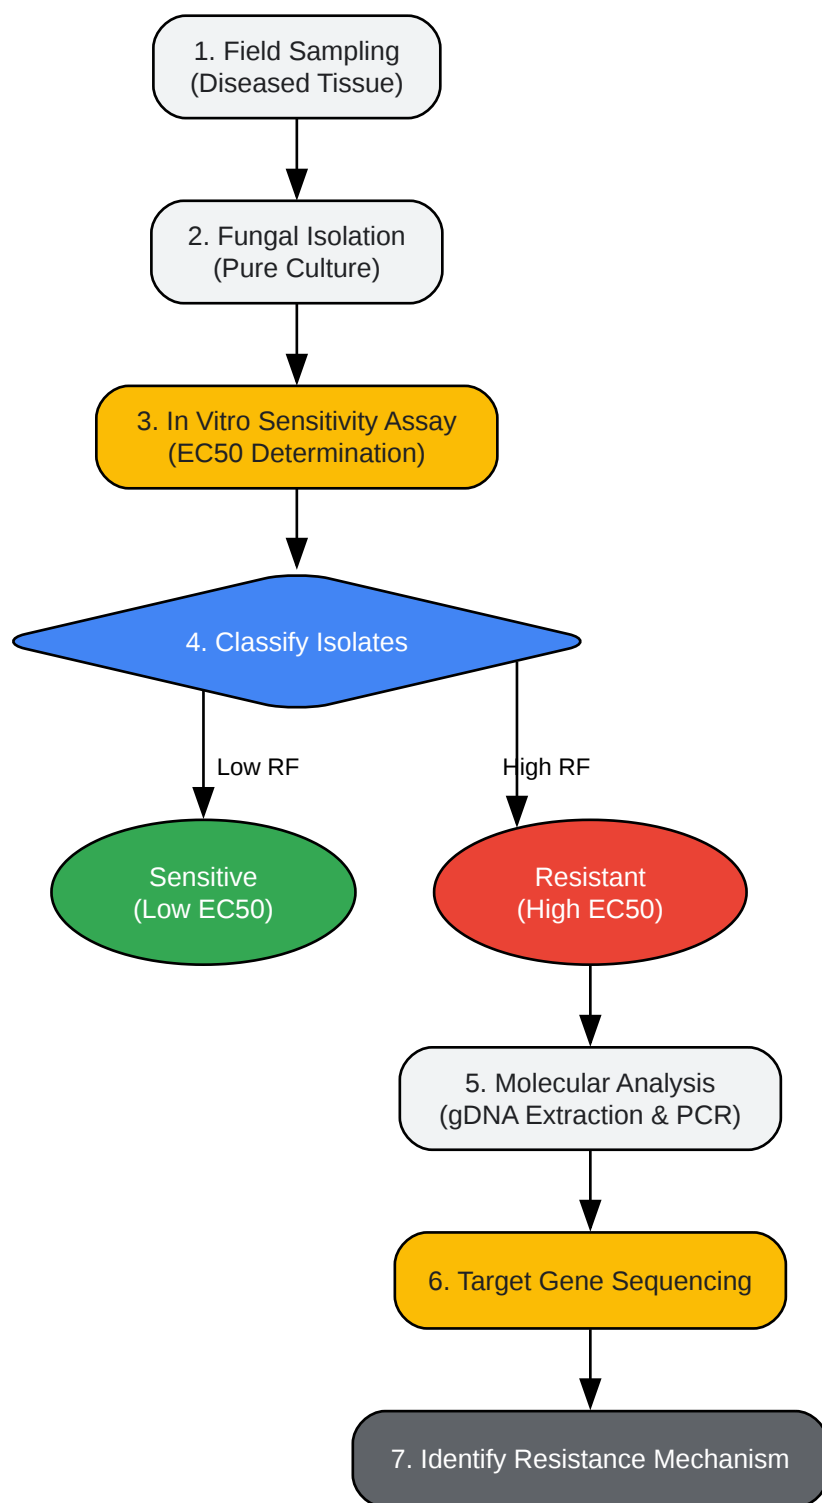 1. Field Sampling
(Diseased Tissue)
2. Fungal Isolation
(Pure Culture)
3. In Vitro Sensitivity Assay
(EC50 Determination)
4. Classify Isolates
Low RF
High RF
Sensitive
(Low EC50)
Resistant
(High EC50)
5. Molecular Analysis
(gDNA Extraction & PCR)
6. Target Gene Sequencing
7. Identify Resistance Mechanism